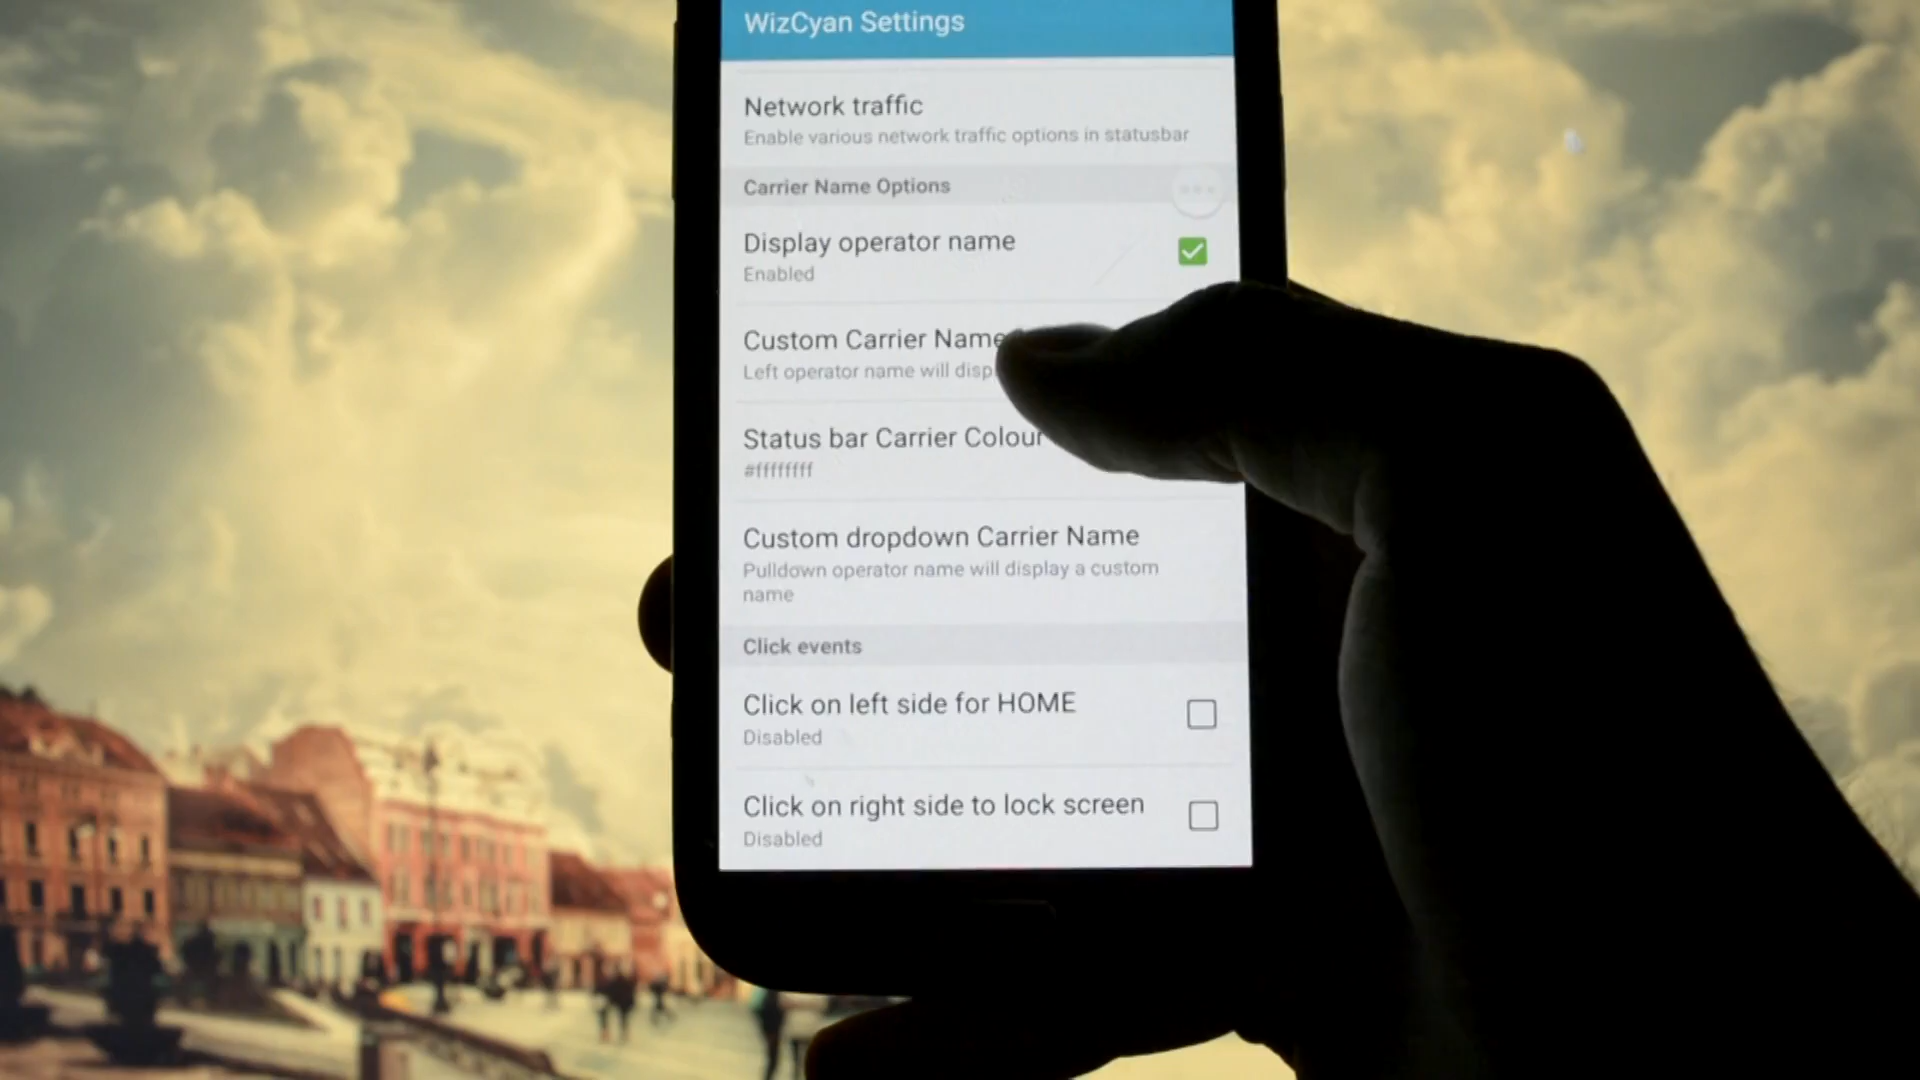 WizCyan Settings
Network traffic
Enable various network traffic options in statusbar
Carrier Name Options
Display operator name
Enabled
Custom Carrier Name
Left operator name will
Status bar Carrier Colour
#ffffffff
Custom dropdown Carrier Name
Pulldown operator name will display a custom
name
Click events
Click on left side for HOME
Disabled
Click on right side to lock screen
Disabled